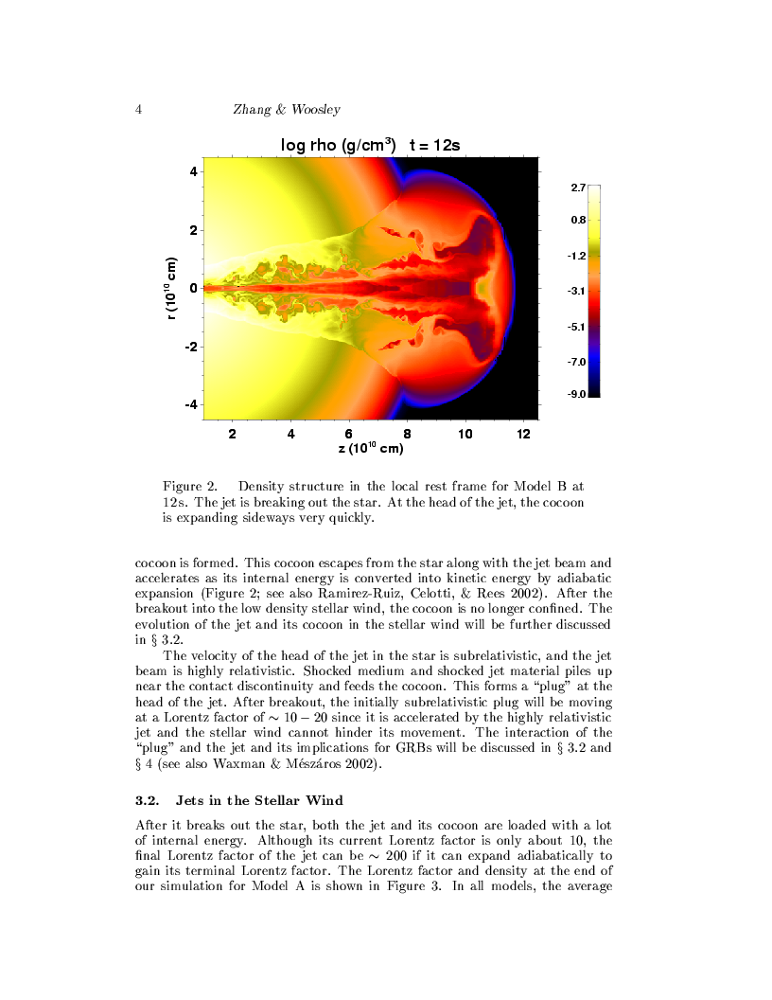 4 Zhang & Woosley
log rho (g/cm³) t = 12s
4
2
0
-2
-4
r (10¹⁰ cm)
2 4 6 8 10 12
z (10¹⁰ cm)
2.7
0.8
-1.2
-3.1
-5.1
-7.0
-9.0
Figure 2. Density structure in the local rest frame for Model B at
12s. The jet is breaking out the star. At the head of the jet, the cocoon
is expanding sideways very quickly.
cocoon is formed. This cocoon escapes from the star along with the jet beam and
accelerates as its internal energy is converted into kinetic energy by adiabatic
expansion (Figure 2; see also Ramirez-Ruiz, Celotti, & Rees 2002). After the
breakout into the low density stellar wind, the cocoon is no longer confined. The
evolution of the jet and its cocoon in the stellar wind will be further discussed
in § 3.2.
The velocity of the head of the jet in the star is subrelativistic, and the jet
beam is highly relativistic. Shocked medium and shocked jet material piles up
near the contact discontinuity and feeds the cocoon. This forms a “plug” at the
head of the jet. After breakout, the initially subrelativistic plug will be moving
at a Lorentz factor of ∼ 10 − 20 since it is accelerated by the highly relativistic
jet and the stellar wind cannot hinder its movement. The interaction of the
“plug” and the jet and its implications for GRBs will be discussed in § 3.2 and
§ 4 (see also Waxman & Mészáros 2002).
3.2. Jets in the Stellar Wind
After it breaks out the star, both the jet and its cocoon are loaded with a lot
of internal energy. Although its current Lorentz factor is only about 10, the
final Lorentz factor of the jet can be ∼ 200 if it can expand adiabatically to
gain its terminal Lorentz factor. The Lorentz factor and density at the end of
our simulation for Model A is shown in Figure 3. In all models, the average